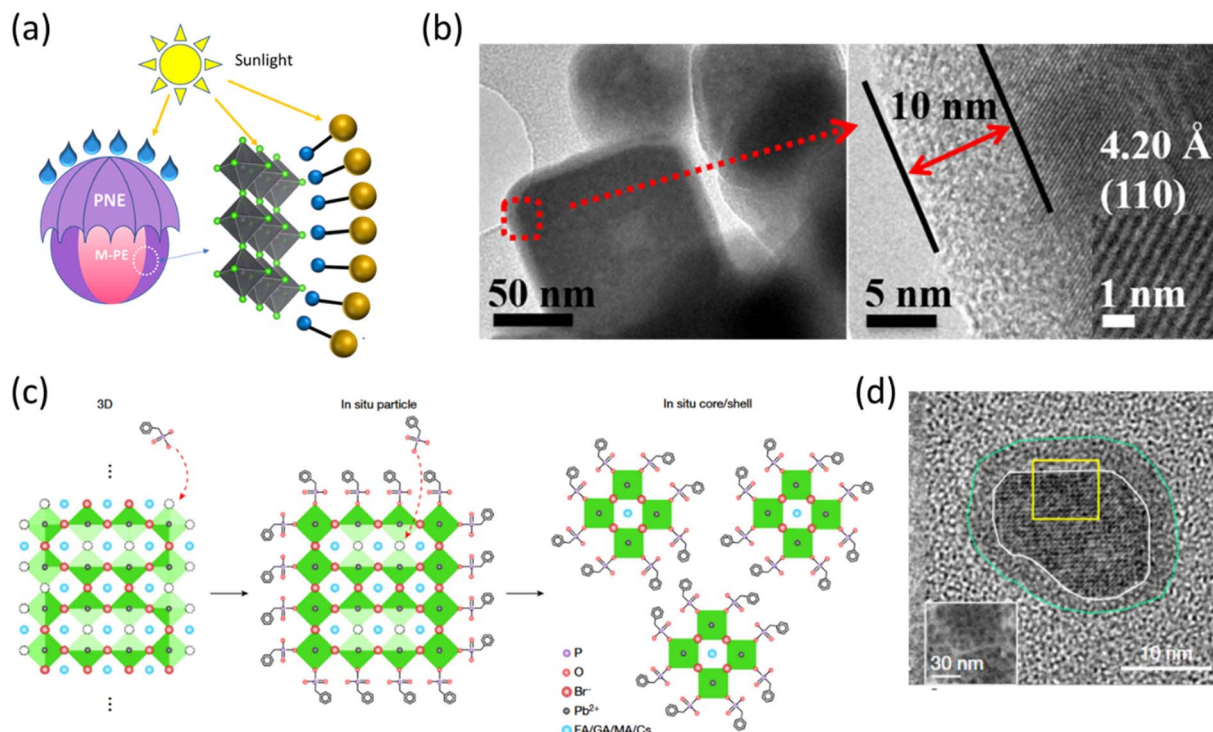 (a)
Sunlight
PNE
M-PE
(b)
50 nm
10 nm
4.20 Å
(110)
5 nm
1 nm
(c)
3D
In situ particle
In situ core/shell
P
O
Br⁻
Pb²⁺
FA/GA/MA/Cs
(d)
30 nm
10 nm